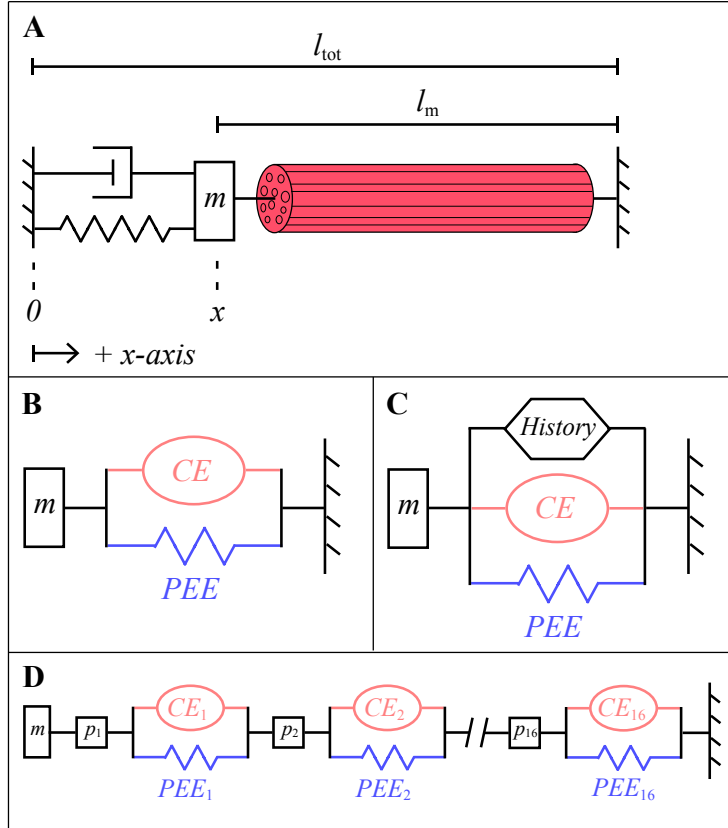 A
l_tot
l_m
m
0
x
+ x-axis
B
CE
m
PEE
C
History
CE
m
PEE
D
CE_1
CE_2
CE_16
m
p_1
p_2
p_16
PEE_1
PEE_2
PEE_16